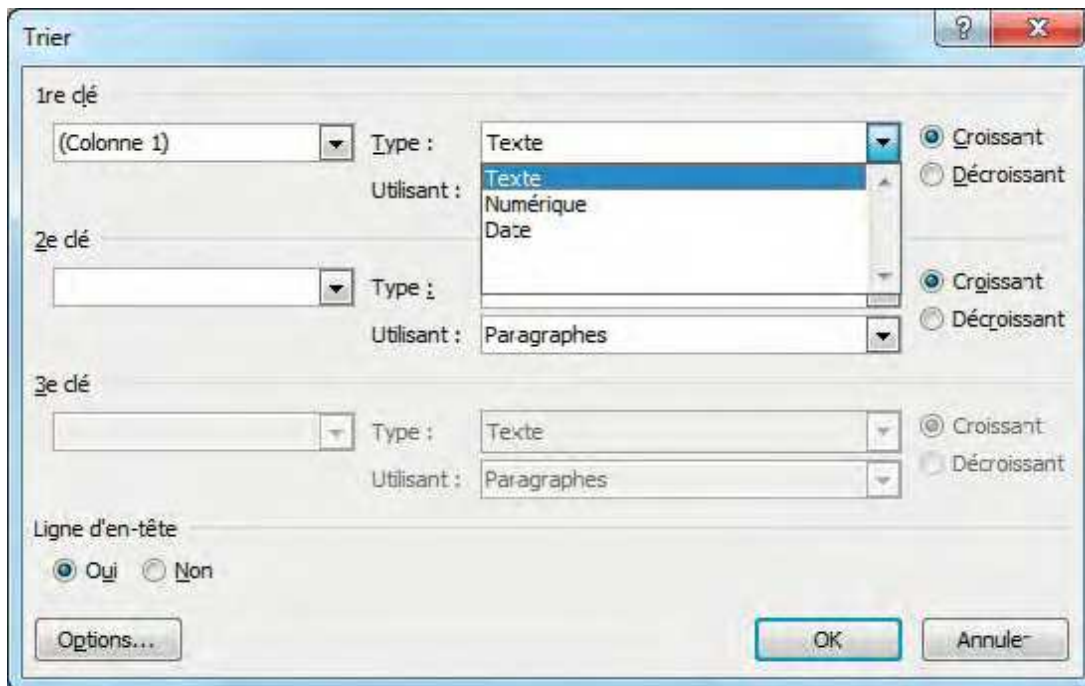 Trier
1re clé
(Colonne 1) Type : Texte Croissant
Texte Décroissant
Utilisant :
Numérique
Date
2e clé
Type : Croissant
Décroissant
Utilisant : Paragraphes
3e clé
Type : Texte Croissant
Décroissant
Utilisant : Paragraphes
Ligne d'en-tête
Oui Non
Options... OK Annuler